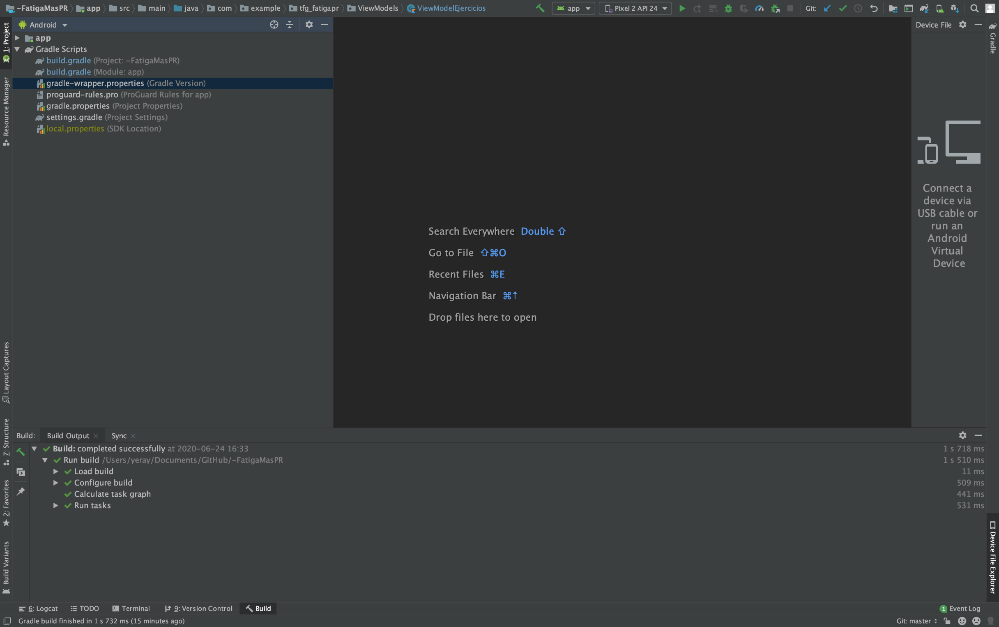 -FatigaMasPR app src main java com example tfg_fatigapr ViewModels ViewModelEjercicios app Pixel 2 API 24 Git:
Android
Device File
1: Project
Resource Manager
Layout Captures
7: Structure
2: Favorites
Build Variants
app
Gradle Scripts
build.gradle (Project: -FatigaMasPR)
build.gradle (Module: app)
gradle-wrapper.properties (Gradle Version)
proguard-rules.pro (ProGuard Rules for app)
gradle.properties (Project Properties)
settings.gradle (Project Settings)
local.properties (SDK Location)
Search Everywhere Double ⇧
Go to File ⇧⌘O
Recent Files ⌘E
Navigation Bar ⌘↑
Drop files here to open
Connect a
device via
USB cable or
run an
Android
Virtual
Device
Gradle
Device File Explorer
Build: Build Output Sync
Build: completed successfully at 2020-06-24 16:33 1 s 718 ms
Run build /Users/yeray/Documents/GitHub/-FatigaMasPR 1 s 510 ms
Load build 11 ms
Configure build 509 ms
Calculate task graph 441 ms
Run tasks 531 ms
6: Logcat TODO Terminal 9: Version Control Build 1 Event Log
Gradle build finished in 1 s 732 ms (15 minutes ago) Git: master